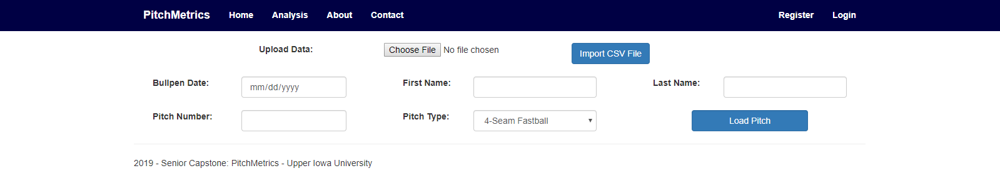 PitchMetrics Home Analysis About Contact Register Login
Upload Data: Choose File No file chosen Import CSV File
Bullpen Date: mm/dd/yyyy First Name: Last Name:
Pitch Number: Pitch Type: 4-Seam Fastball Load Pitch
2019 - Senior Capstone: PitchMetrics - Upper Iowa University